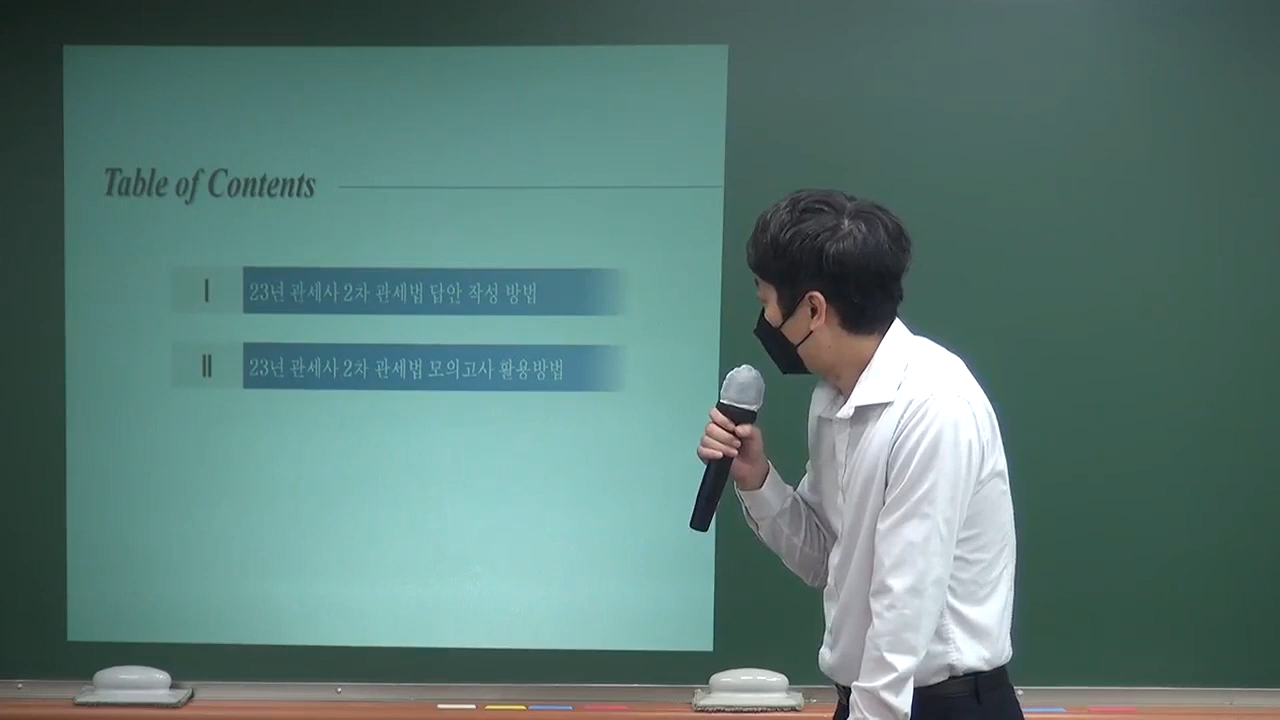 Table of Contents
Ⅰ 23년 관세사 2차 관세법 답안 작성 방법
Ⅱ 23년 관세사 2차 관세법 모의고사 활용방법